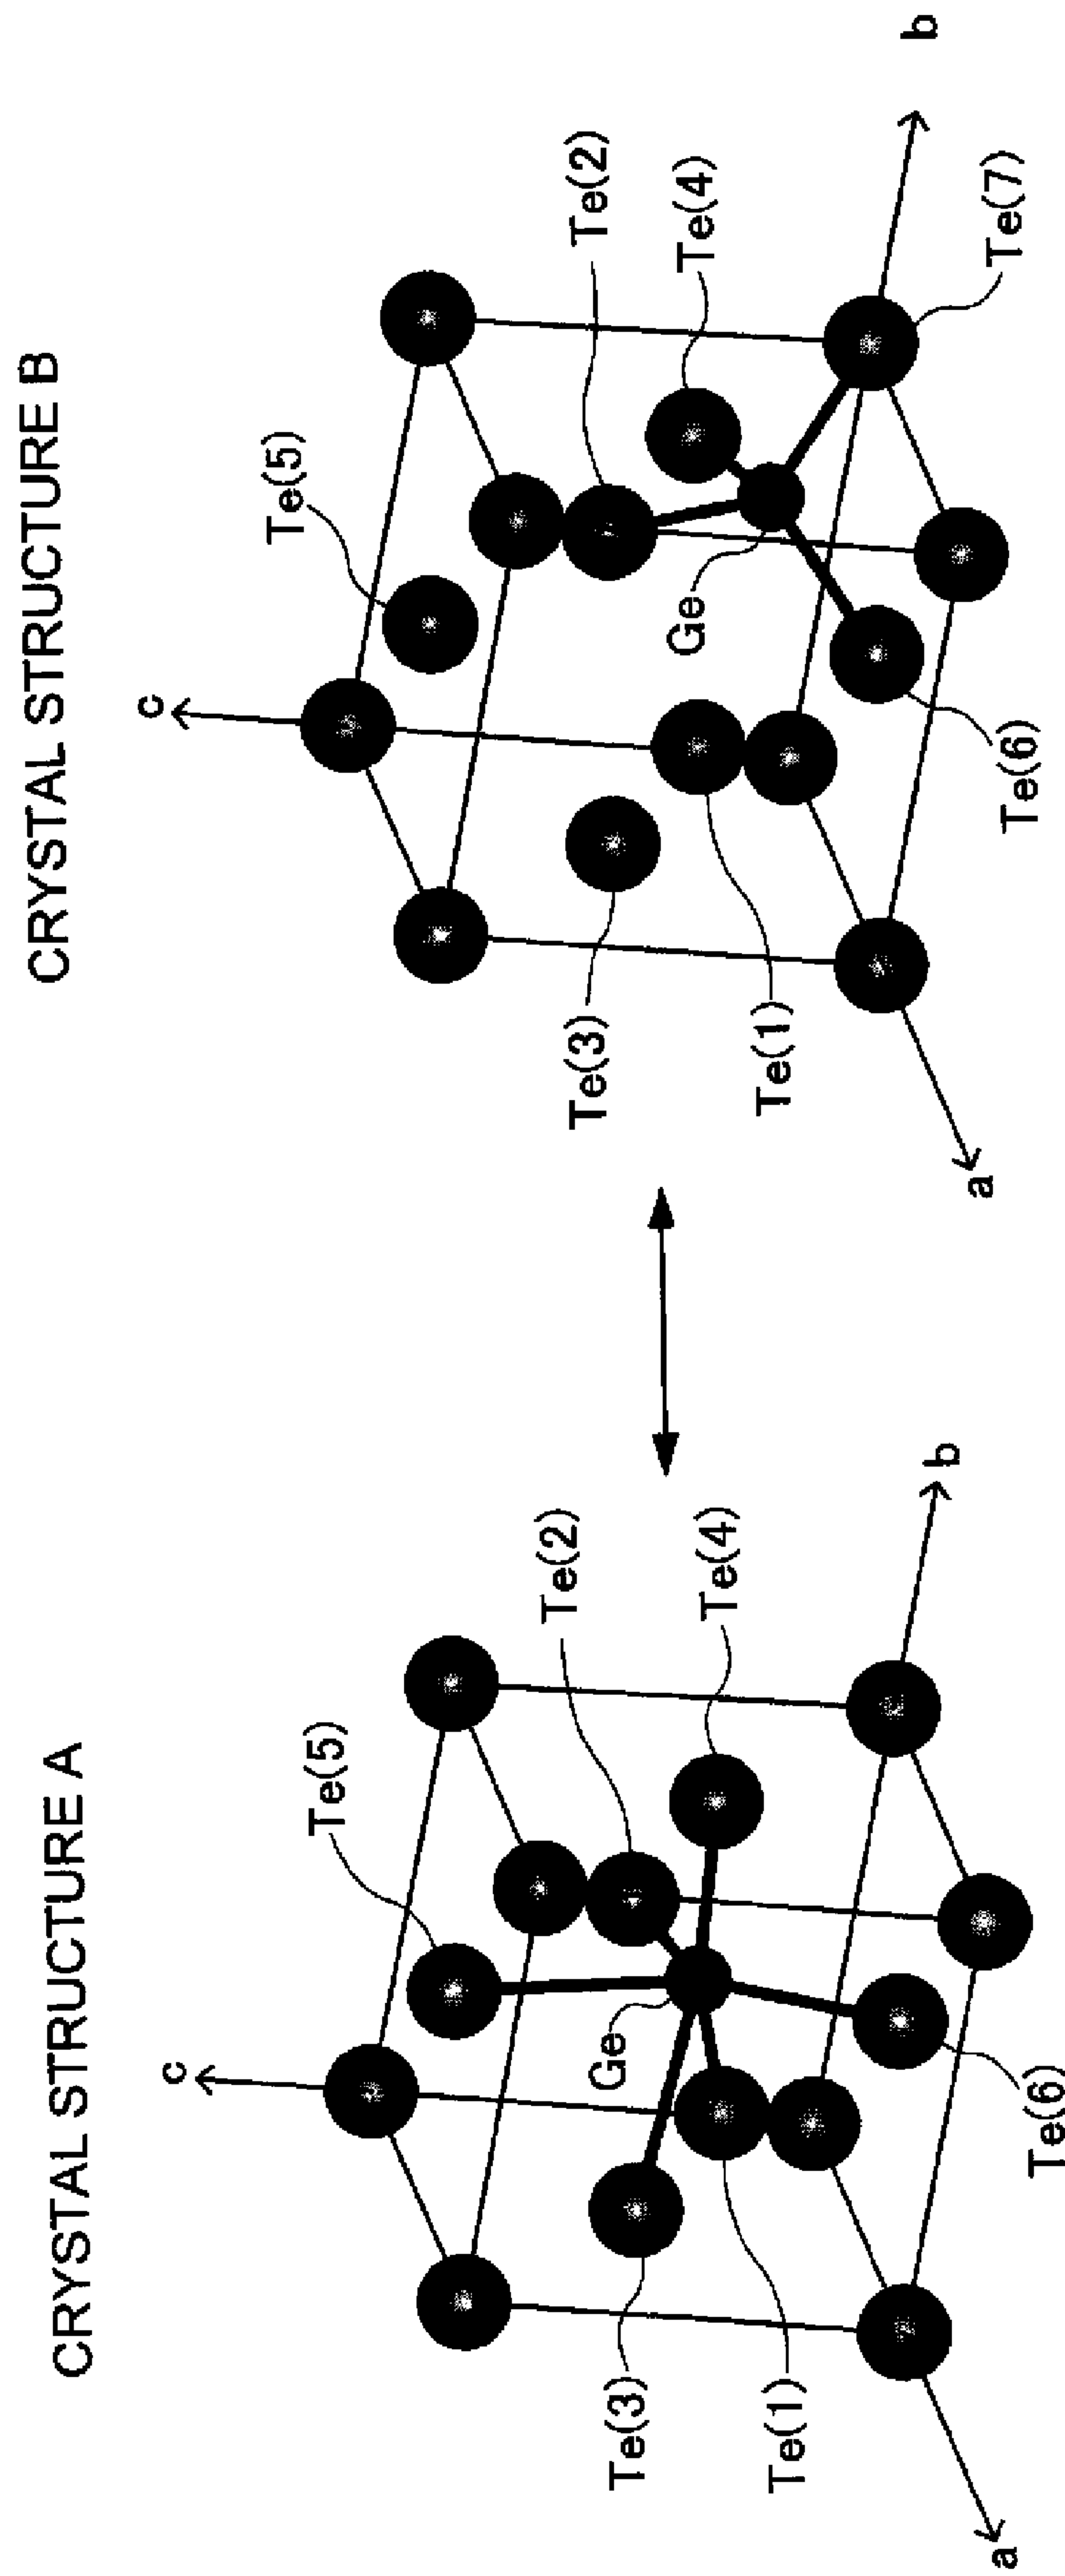 CRYSTAL STRUCTURE A
c
Te(5)
Te(2)
Te(4)
Ge
Te(3)
Te(1)
Te(6)
a
b
CRYSTAL STRUCTURE B
c
Te(5)
Te(2)
Te(4)
Ge
Te(3)
Te(1)
Te(6)
Te(7)
a
b